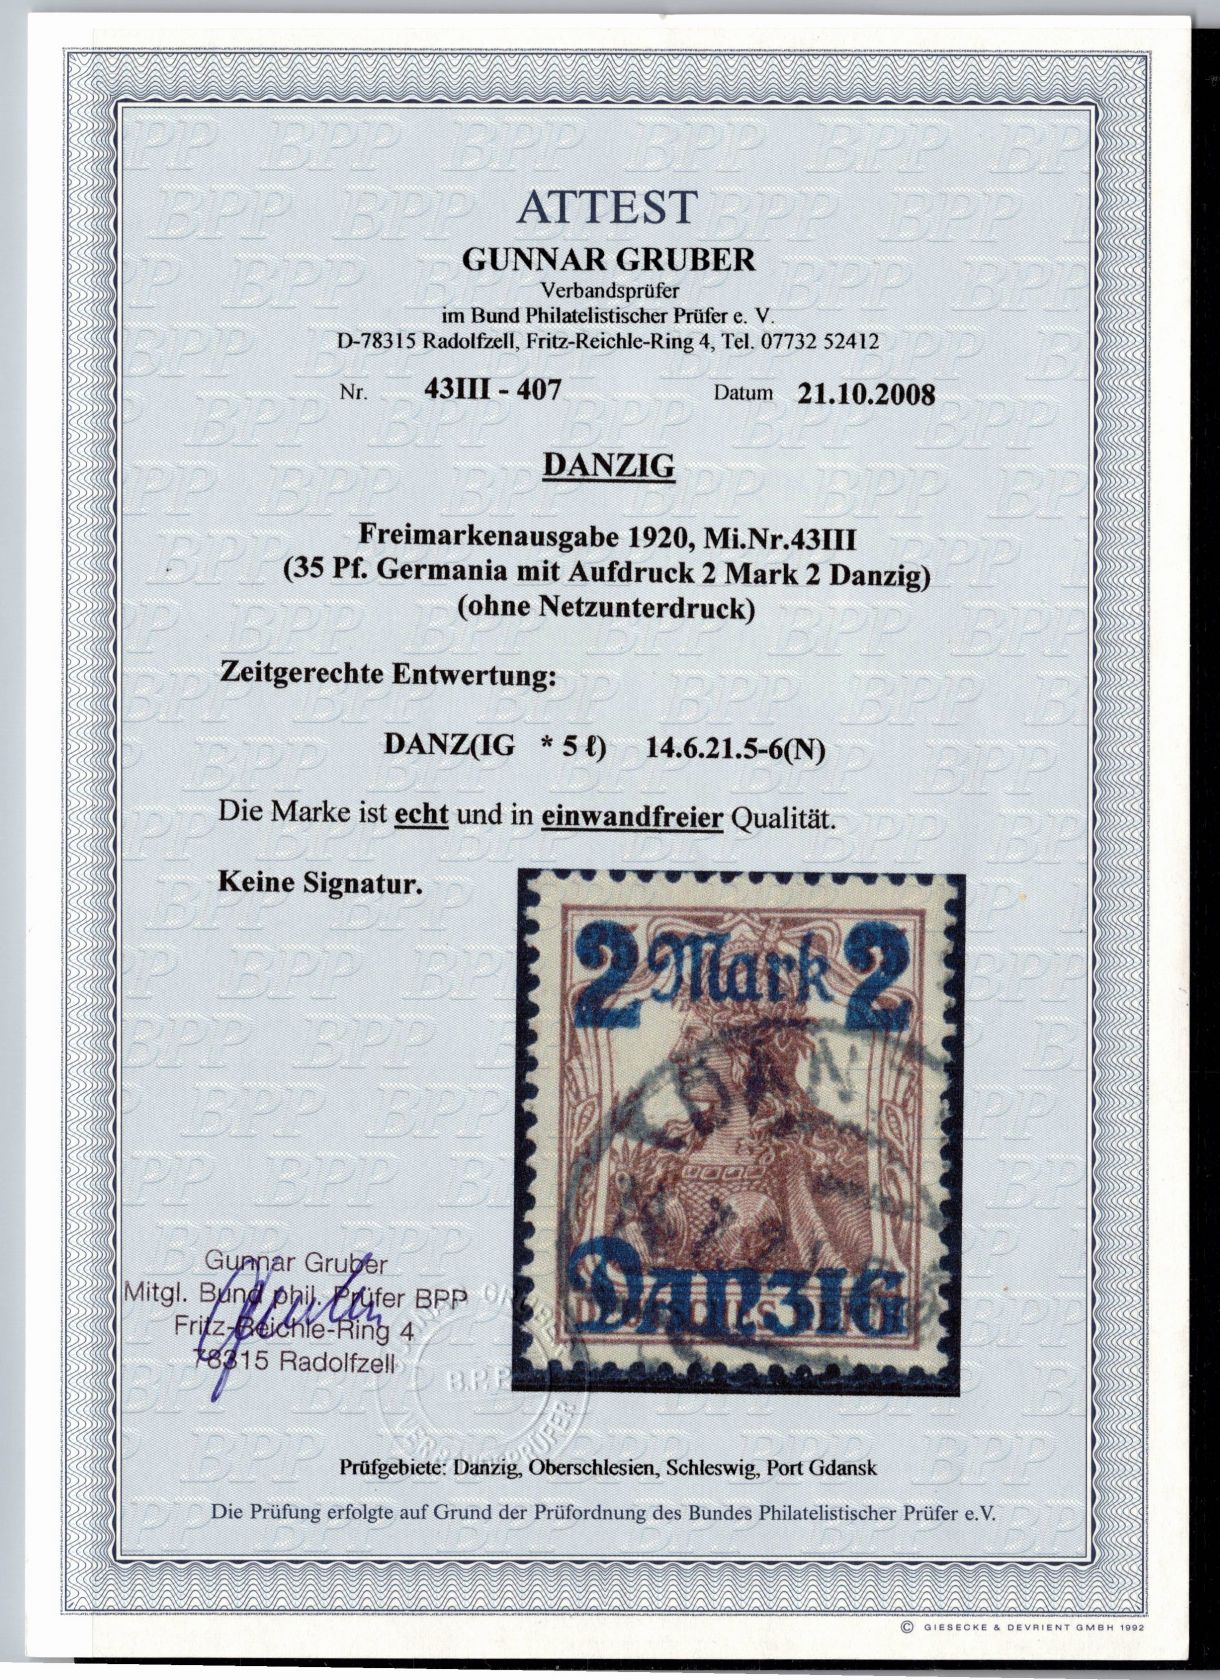 ATTEST
GUNNAR GRUBER
Verbandsprüfer
im Bund Philatelistischer Prüfer e. V.
D-78315 Radolfzell, Fritz-Reichle-Ring 4, Tel. 07732 52412
Nr. 43III - 407 Datum 21.10.2008
DANZIG
Freimarkenausgabe 1920, Mi.Nr.43III
(35 Pf. Germania mit Aufdruck 2 Mark 2 Danzig)
(ohne Netzunterdruck)
Zeitgerechte Entwertung:
DANZ(IG * 5 ℓ) 14.6.21.5-6(N)
Die Marke ist echt und in einwandfreier Qualität.
Keine Signatur.
2 Mark 2
DAN
Danzig
DEUTSCHES REICH
Gunnar Gruber
Mitgl. Bund phil. Prüfer BPP
Fritz-Reichle-Ring 4
78315 Radolfzell
GRUBER
B.P.P.
VERBANDSPRÜFER
Prüfgebiete: Danzig, Oberschlesien, Schleswig, Port Gdansk
Die Prüfung erfolgte auf Grund der Prüfordnung des Bundes Philatelistischer Prüfer e.V.
© GIESECKE & DEVRIENT GMBH 1992